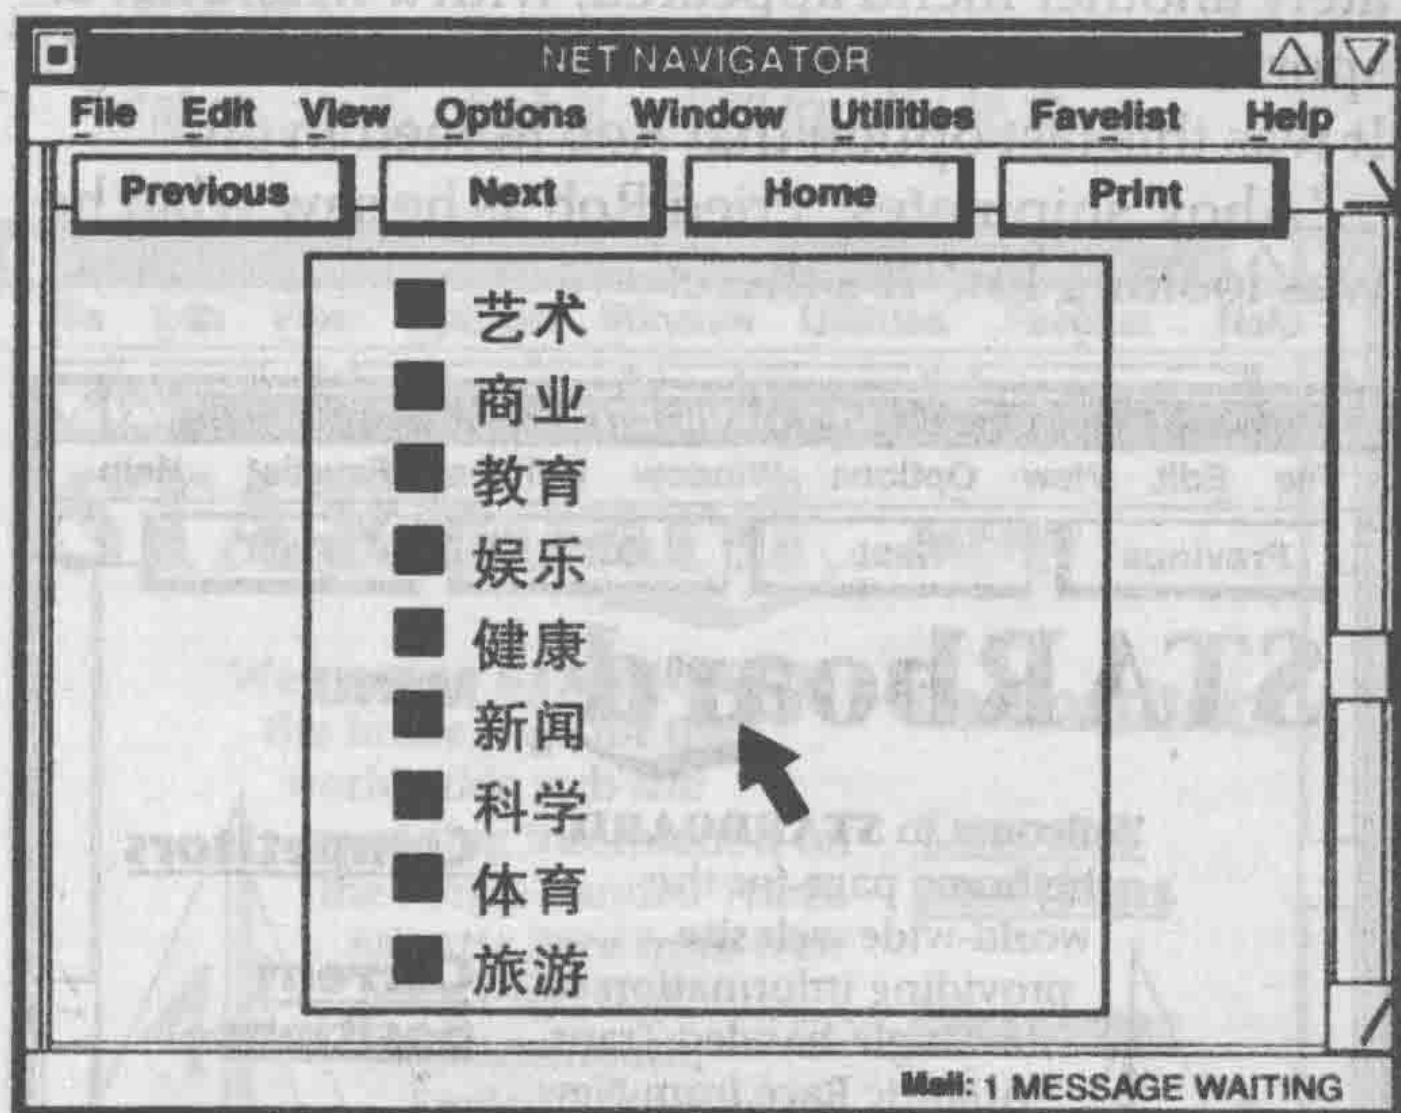 NET NAVIGATOR
File Edit View Options Window Utilities Favelist Help
Previous Next Home Print
艺术
商业
教育
娱乐
健康
新闻
科学
体育
旅游
Mail: 1 MESSAGE WAITING